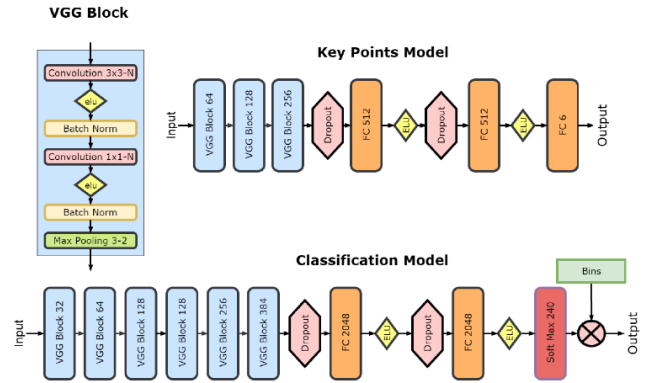 VGG Block
Convolution 3x3-N
elu
Batch Norm
Convolution 1x1-N
elu
Batch Norm
Max Pooling 3-2
Key Points Model
Input
VGG Block 64
VGG Block 128
VGG Block 256
Dropout
FC 512
ELU
Dropout
FC 512
ELU
FC 6
Output
Classification Model
Input
VGG Block 32
VGG Block 64
VGG Block 128
VGG Block 128
VGG Block 256
VGG Block 384
Dropout
FC 2048
ELU
Dropout
FC 2048
ELU
Soft Max 240
Bins
Output